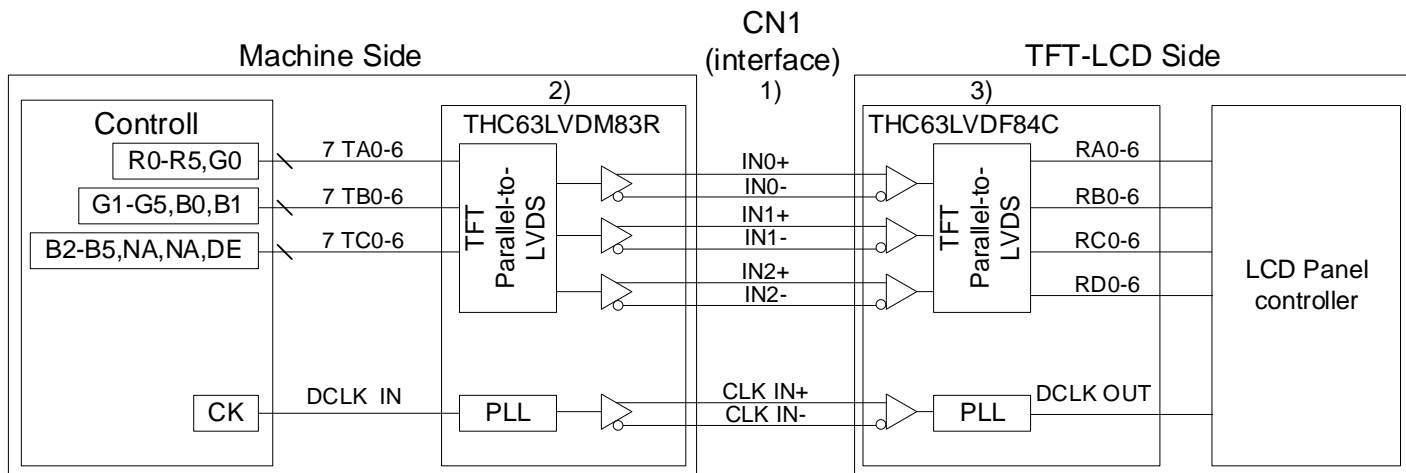 CN1
(interface)
1)
Machine Side
TFT-LCD Side
2)
3)
Controll
THC63LVDM83R
THC63LVDF84C
R0-R5,G0
7 TA0-6
G1-G5,B0,B1
7 TB0-6
B2-B5,NA,NA,DE
7 TC0-6
TFT
Parallel-to-
LVDS
IN0+
IN0-
IN1+
IN1-
IN2+
IN2-
TFT
Parallel-to-
LVDS
RA0-6
RB0-6
RC0-6
RD0-6
LCD Panel
controller
CK
DCLK IN
PLL
CLK IN+
CLK IN-
PLL
DCLK OUT